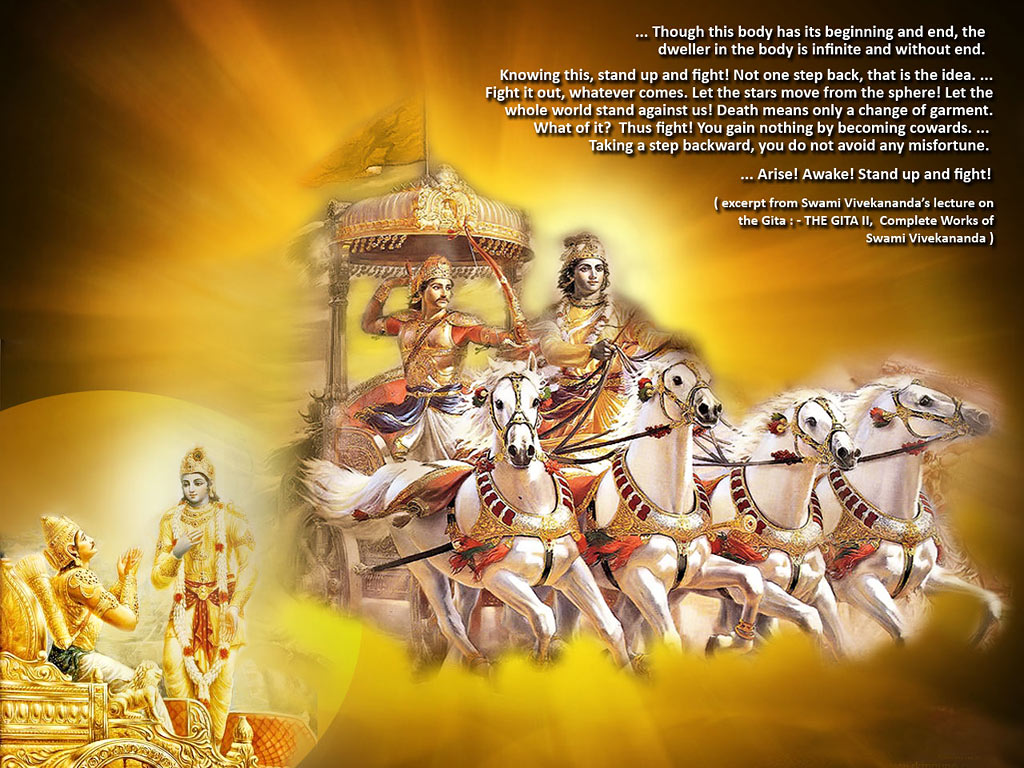 ... Though this body has its beginning and end, the
dweller in the body is infinite and without end.
Knowing this, stand up and fight! Not one step back, that is the idea. ...
Fight it out, whatever comes. Let the stars move from the sphere! Let the
whole world stand against us! Death means only a change of garment.
What of it? Thus fight! You gain nothing by becoming cowards. ...
Taking a step backward, you do not avoid any misfortune.
... Arise! Awake! Stand up and fight!
( excerpt from Swami Vivekananda's lecture on
the Gita : - THE GITA II, Complete Works of
Swami Vivekananda )